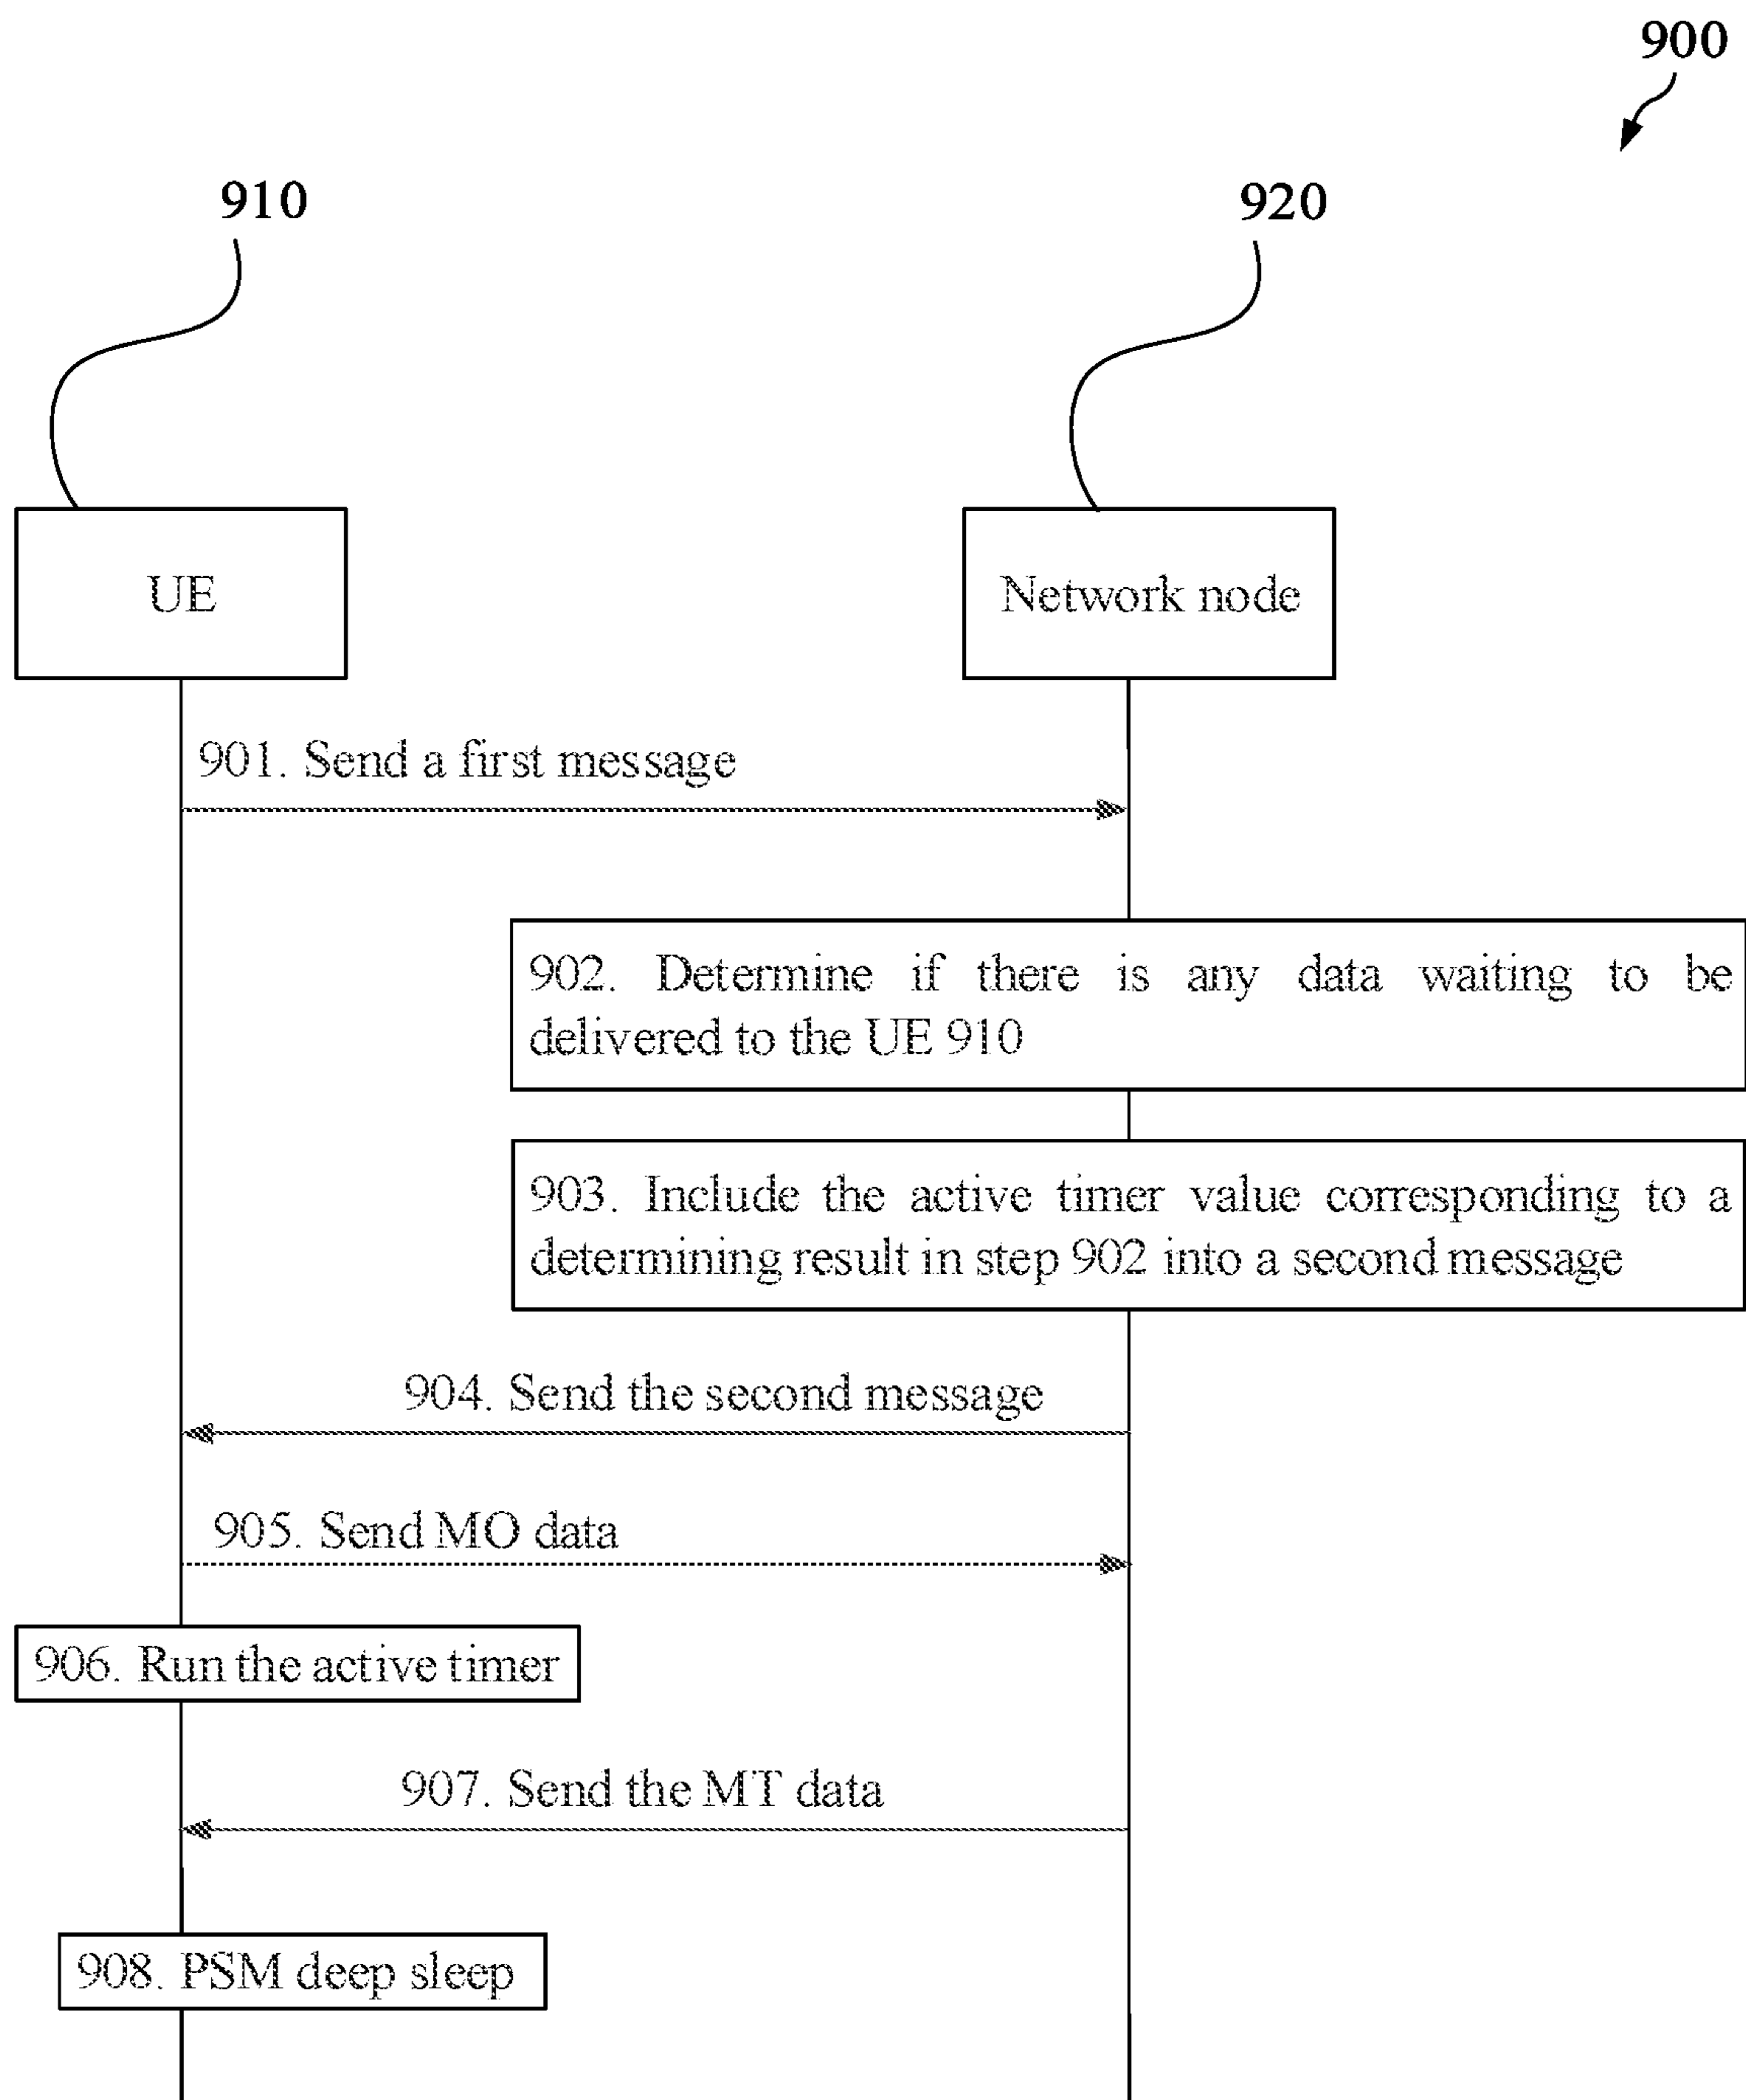 900
910
920
UE
Network node
901. Send a first message
902. Determine if there is any data waiting to be
delivered to the UE 910
903. Include the active timer value corresponding to a
determining result in step 902 into a second message
904. Send the second message
905. Send MO data
906. Run the active timer
907. Send the MT data
908. PSM deep sleep